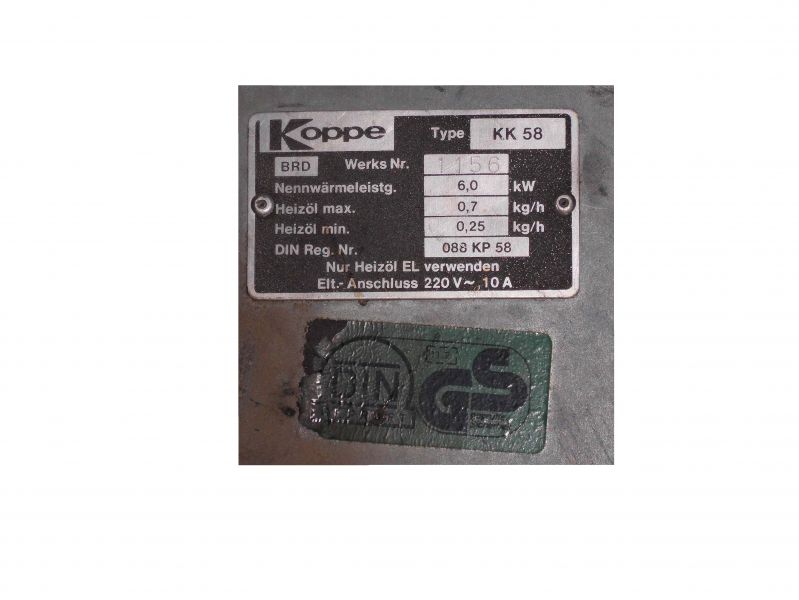 Koppe Type KK 58
BRD Werks Nr. 1156
Nennwärmeleistg. 6,0 kW
Heizöl max. 0,7 kg/h
Heizöl min. 0,25 kg/h
DIN Reg. Nr. 088 KP 58
Nur Heizöl EL verwenden
Elt.- Anschluss 220 V~ 10 A
DIN GS